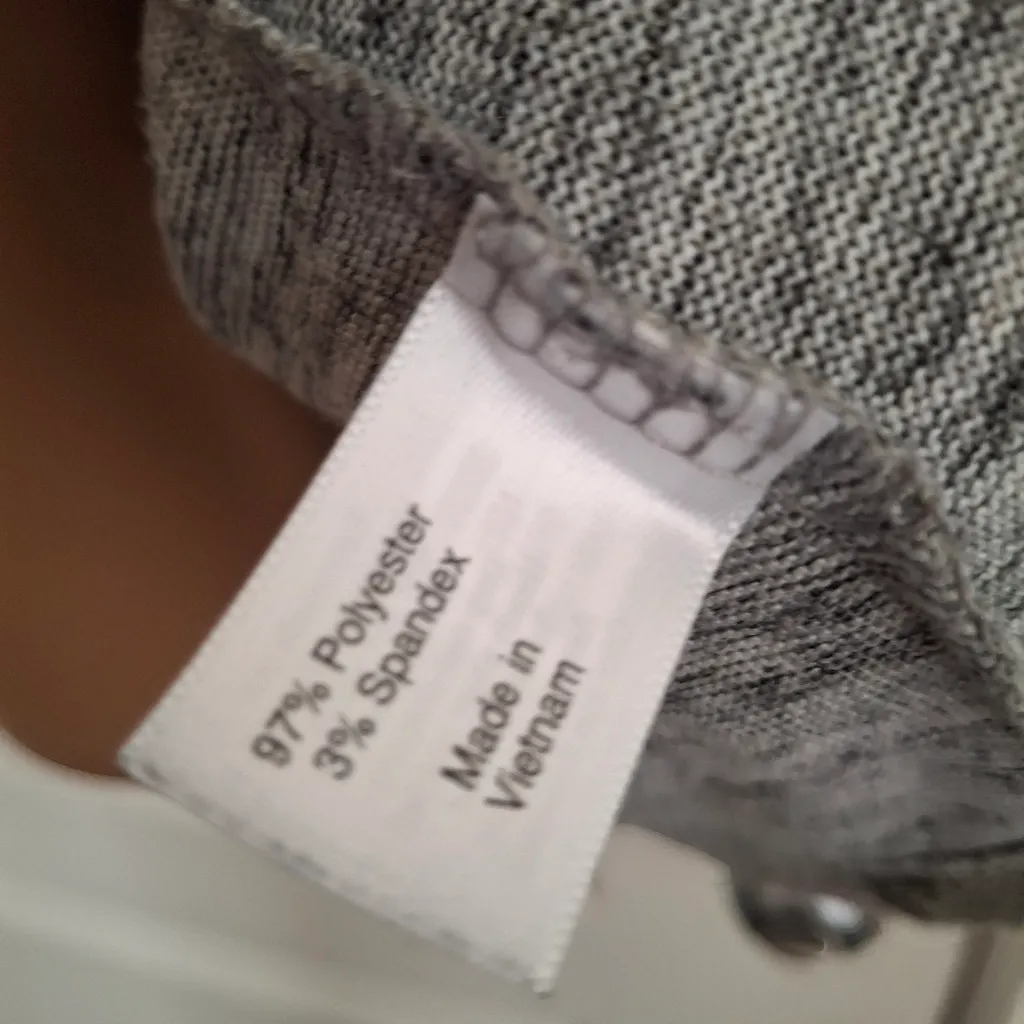 97% Polyester
3% Spandex
Made in
Vietnam